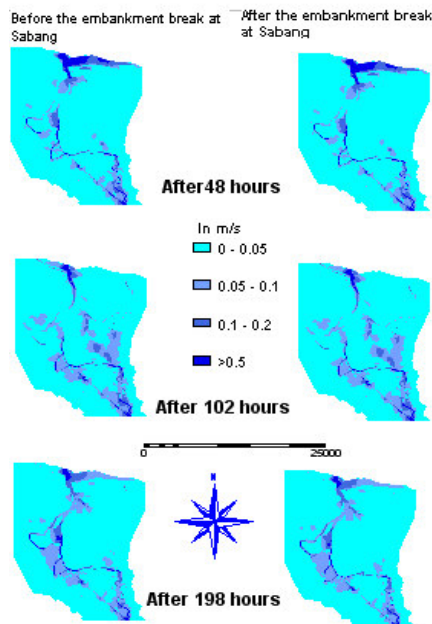 Before the embankment break at
Sabang
After the embankment break
at Sabang
After48 hours
In m/s
0 - 0.05
0.05 - 0.1
0.1 - 0.2
>0.5
After 102 hours
0 25000
N
After 198 hours